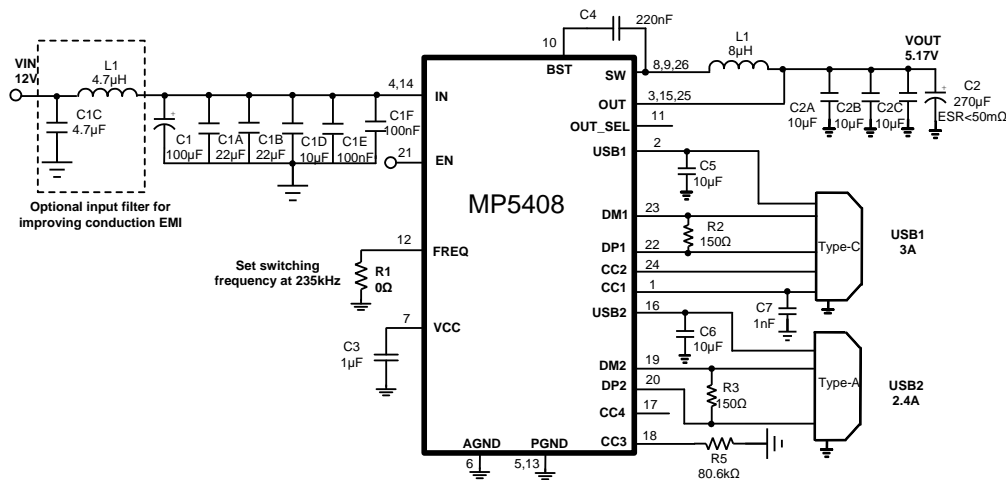 C4
220nF
10
BST
VIN
12V
L1
4.7µH
C1C
4.7µF
4,14
IN
C1
100µF
C1A
22µF
C1B
22µF
C1D
10µF
C1E
100nF
C1F
100nF
21
EN
Optional input filter for
improving conduction EMI
MP5408
12
FREQ
Set switching
frequency at 235kHz
R1
0Ω
7
VCC
C3
1µF
AGND
6
PGND
5,13
SW
8,9,26
L1
8µH
VOUT
5.17V
OUT
3,15,25
C2A
10µF
C2B
10µF
C2C
10µF
C2
270µF
ESR<50mΩ
OUT_SEL
11
USB1
2
C5
10µF
DM1
23
R2
150Ω
DP1
22
CC2
24
CC1
1
Type-C
USB1
3A
C7
1nF
USB2
16
C6
10µF
DM2
19
DP2
20
R3
150Ω
Type-A
USB2
2.4A
CC4
17
CC3
18
R5
80.6kΩ